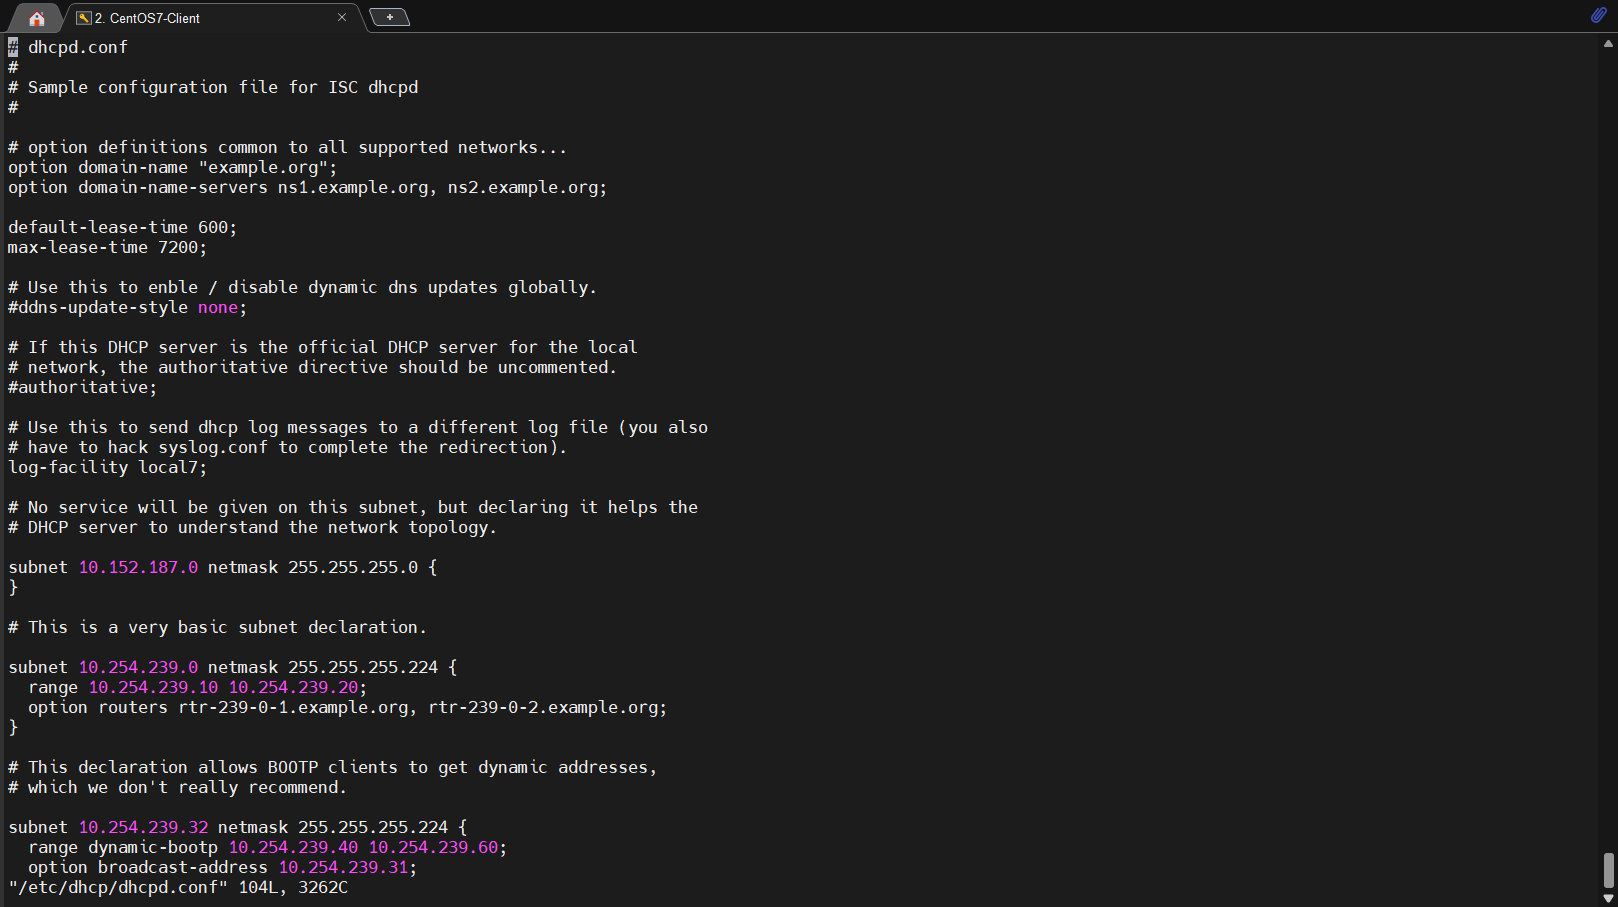 2. CentOS7-Client
# dhcpd.conf
#
# Sample configuration file for ISC dhcpd
#
# option definitions common to all supported networks...
option domain-name "example.org";
option domain-name-servers ns1.example.org, ns2.example.org;
default-lease-time 600;
max-lease-time 7200;
# Use this to enble / disable dynamic dns updates globally.
#ddns-update-style none;
# If this DHCP server is the official DHCP server for the local
# network, the authoritative directive should be uncommented.
#authoritative;
# Use this to send dhcp log messages to a different log file (you also
# have to hack syslog.conf to complete the redirection).
log-facility local7;
# No service will be given on this subnet, but declaring it helps the
# DHCP server to understand the network topology.
subnet 10.152.187.0 netmask 255.255.255.0 {
}
# This is a very basic subnet declaration.
subnet 10.254.239.0 netmask 255.255.255.224 {
  range 10.254.239.10 10.254.239.20;
  option routers rtr-239-0-1.example.org, rtr-239-0-2.example.org;
}
# This declaration allows BOOTP clients to get dynamic addresses,
# which we don't really recommend.
subnet 10.254.239.32 netmask 255.255.255.224 {
  range dynamic-bootp 10.254.239.40 10.254.239.60;
  option broadcast-address 10.254.239.31;
"/etc/dhcp/dhcpd.conf" 104L, 3262C